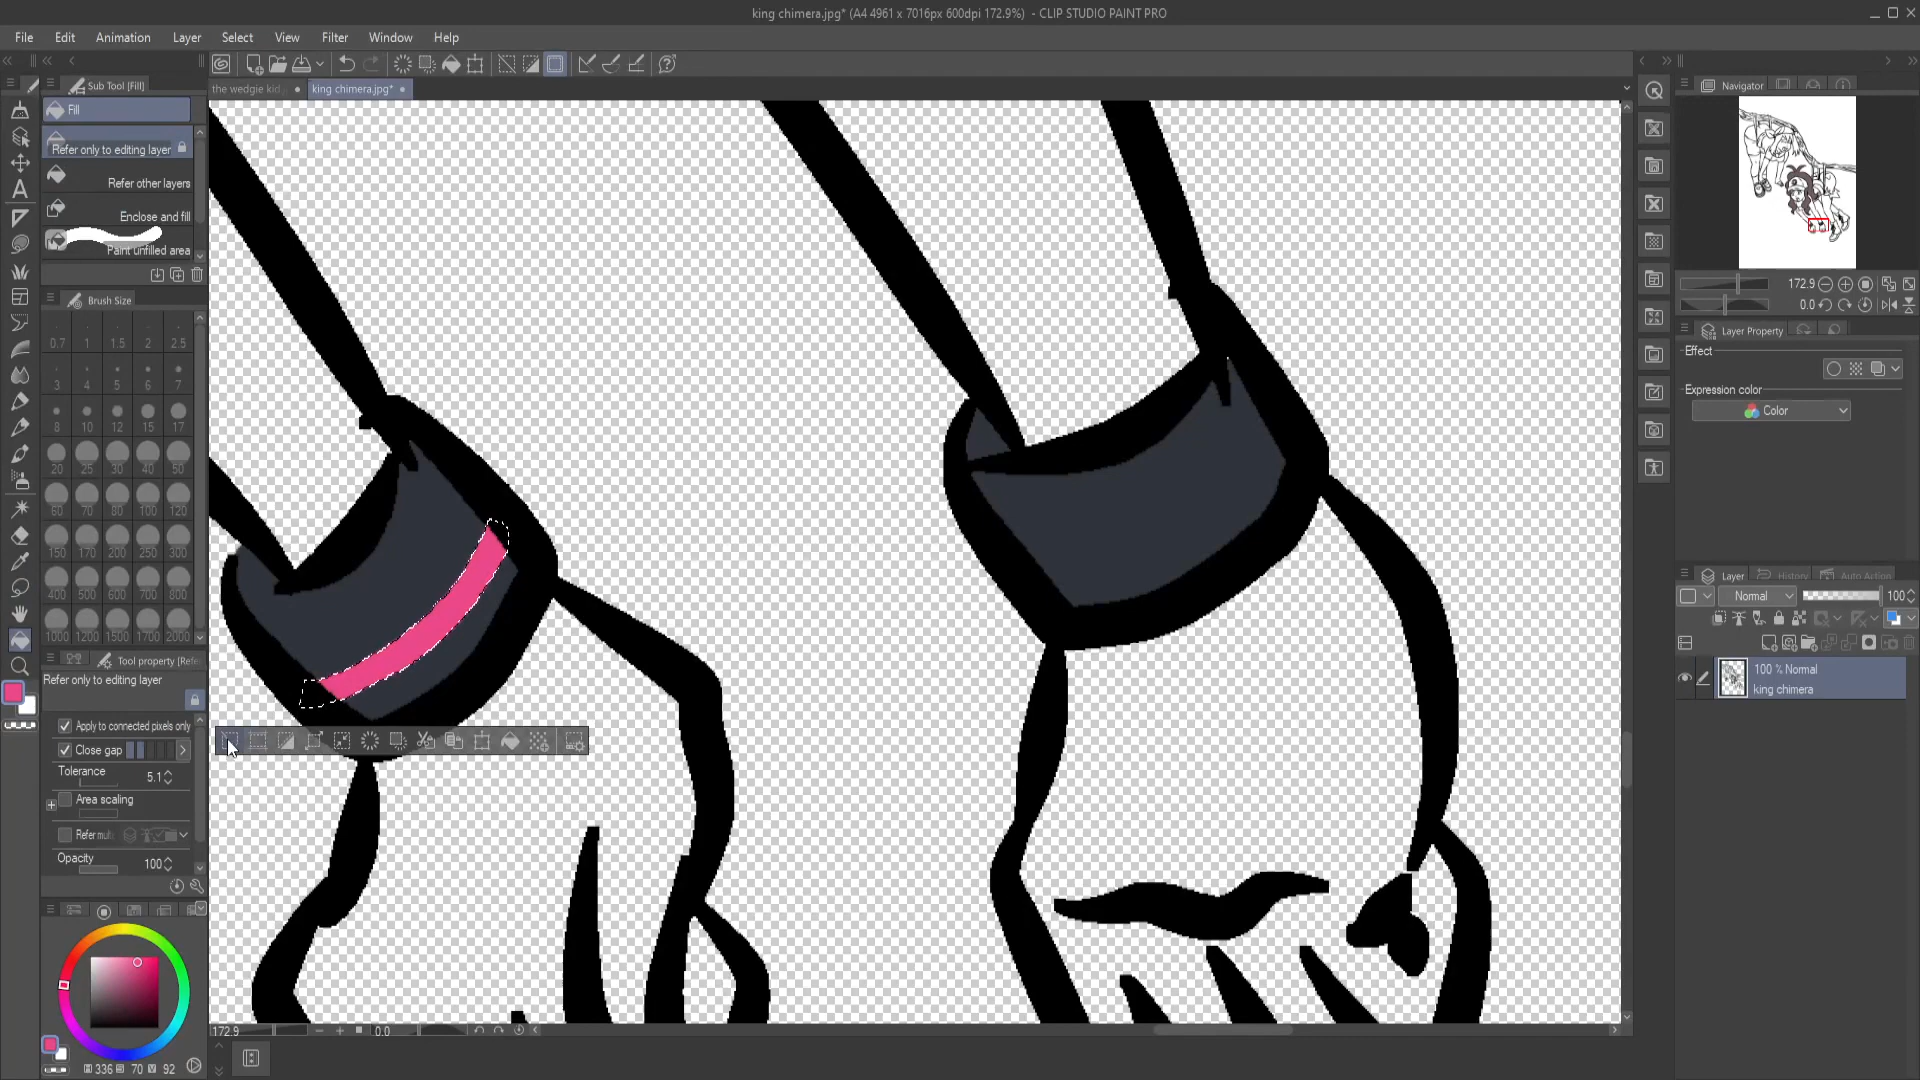 king chimera.jpg* (A4 4961 x 7016px 600dpi 172.9%) - CLIP STUDIO PAINT PRO
File Edit Animation Layer Select View Filter Window Help
Sub Tool [Fill]
the wedgie kid.
king chimera.jpg*
Navigator
Fill
Refer only to editing layer
Refer other layers
Enclose and fill
Paint unfilled area
Brush Size
0.7 1 1.5 2 2.5
3 4 5 6 7
8 10 12 15 17
20 25 30 40 50
60 70 80 100 120
150 170 200 250 300
400 500 600 700 800
1000 1200 1500 1700 2000
Tool property [Refe
Refer only to editing layer
Apply to connected pixels only
Close gap
Tolerance 5.1
Area scaling
Refer mul
Opacity 100
336 70 92
172.9 0.0
172.9
0.0
Layer Property
Effect
Expression color
Color
Layer History Auto Action
Normal 100
100 % Normal
king chimera